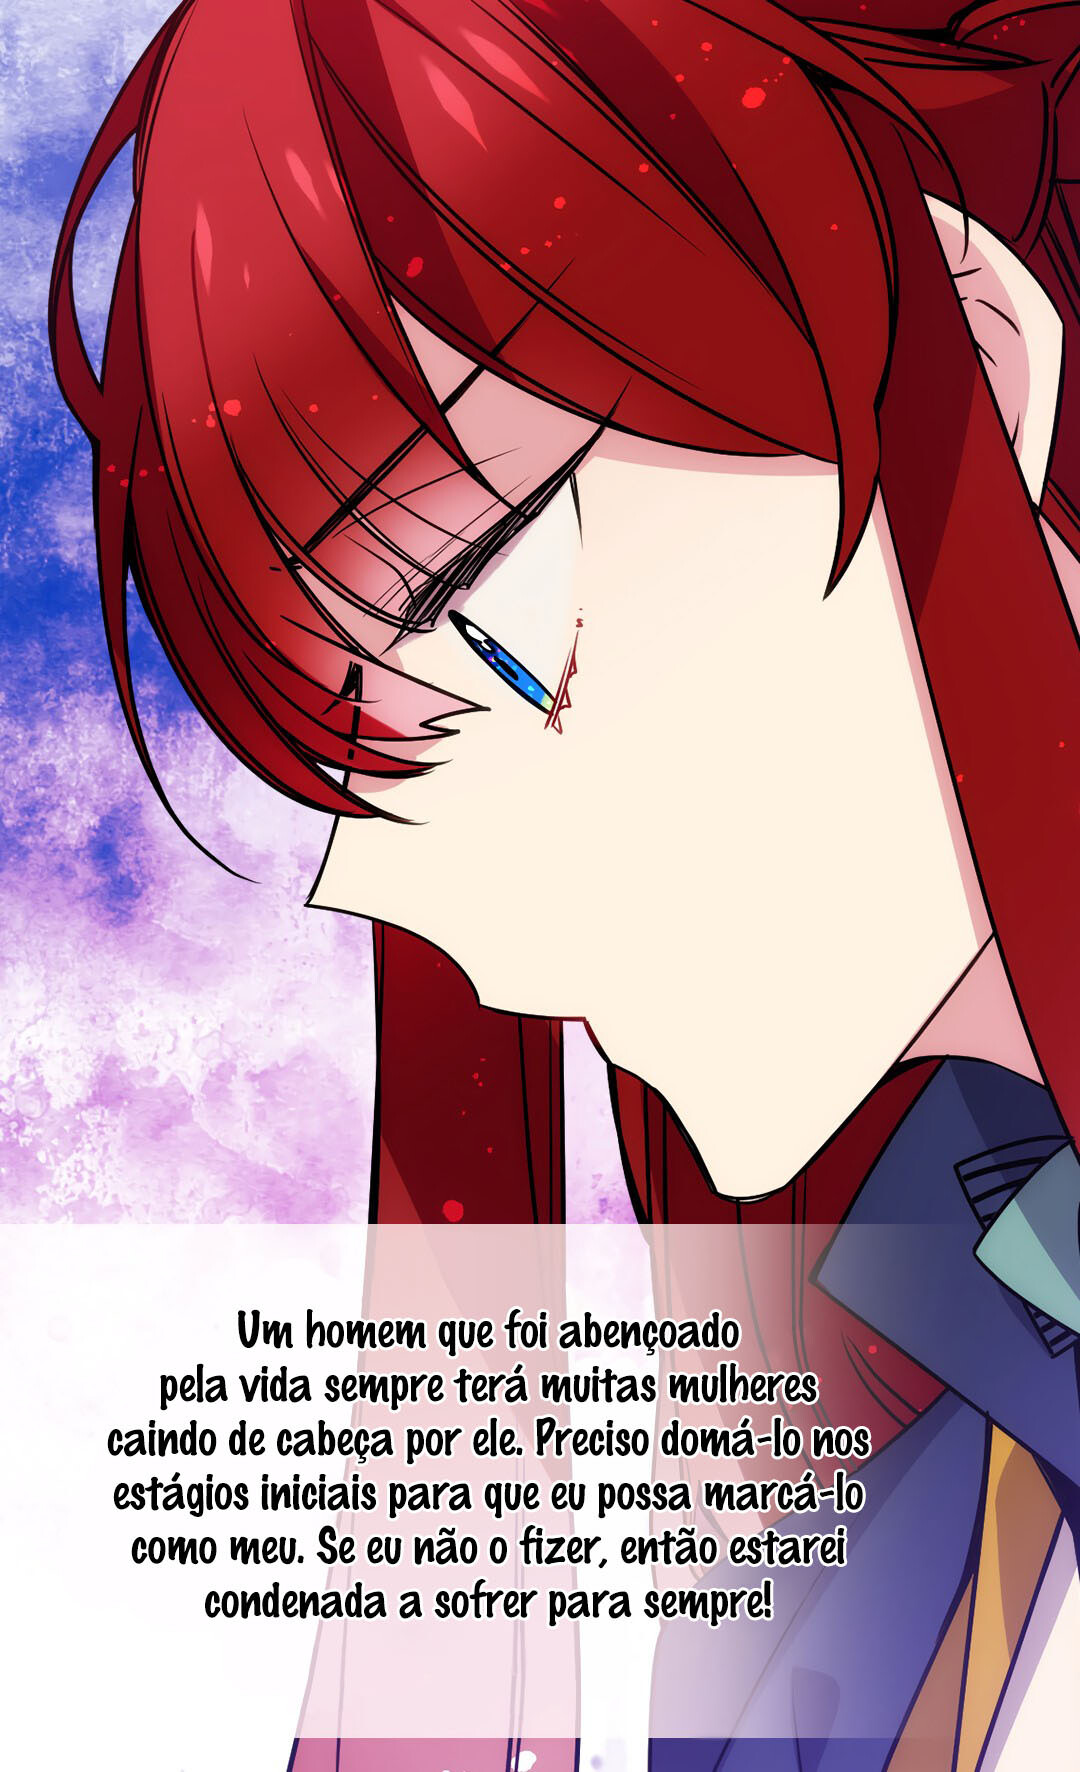 Um homem que foi abençoado
pela vida sempre terá muitas mulheres
caindo de cabeça por ele. Preciso domá-lo nos
estágios iniciais para que eu possa marcá-lo
como meu. Se eu não o fizer, então estarei
condenada a sofrer para sempre!